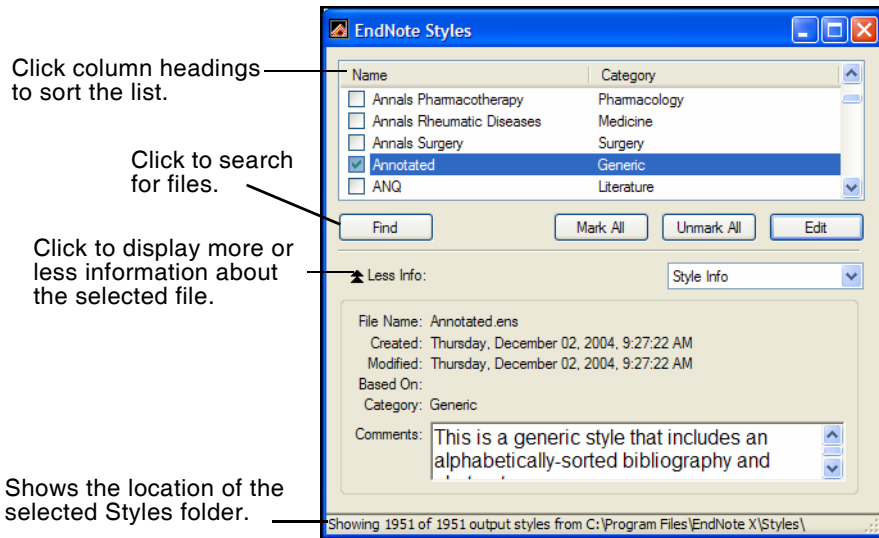 EndNote Styles
Click column headings
to sort the list.
Name Category
Annals Phamacotherapy Phamacology
Annals Rheumatic Diseases Medicine
Annals Surgery Surgery
Annotated Generic
ANQ Literature
Click to search
for files.
Find Mark All Unmark All Edit
Click to display more or
less information about
the selected file.
Less Info: Style Info
File Name: Annotated.ens
Created: Thursday, December 02, 2004, 9:27:22 AM
Modified: Thursday, December 02, 2004, 9:27:22 AM
Based On:
Category: Generic
Comments: This is a generic style that includes an
alphabetically-sorted bibliography and
Shows the location of the
selected Styles folder.
Showing 1951 of 1951 output styles from C:\Program Files\EndNote X\Styles\